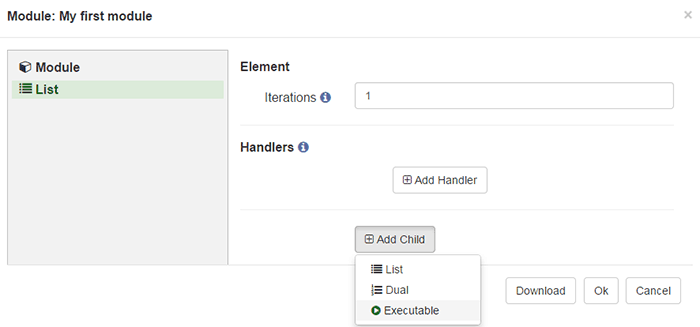 Module: My first module ×
Module
List
Element
Iterations 1
Handlers
Add Handler
Add Child
List
Dual
Executable
Download Ok Cancel